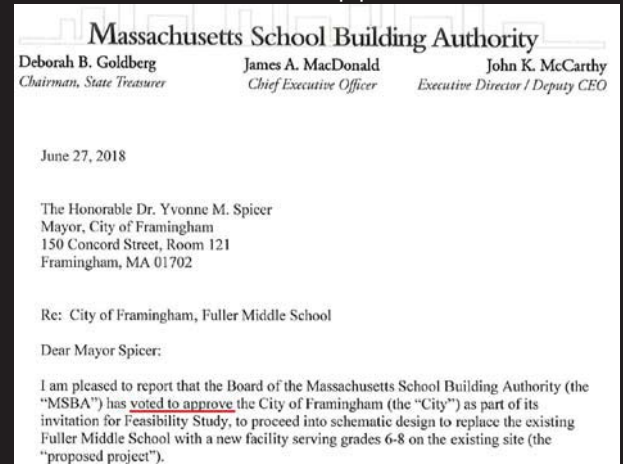 Massachusetts School Building Authority
Deborah B. Goldberg James A. MacDonald John K. McCarthy
Chairman, State Treasurer Chief Executive Officer Executive Director / Deputy CEO
June 27, 2018
The Honorable Dr. Yvonne M. Spicer
Mayor, City of Framingham
150 Concord Street, Room 121
Framingham, MA 01702
Re: City of Framingham, Fuller Middle School
Dear Mayor Spicer:
I am pleased to report that the Board of the Massachusetts School Building Authority (the
“MSBA”) has voted to approve the City of Framingham (the “City”) as part of its
invitation for Feasibility Study, to proceed into schematic design to replace the existing
Fuller Middle School with a new facility serving grades 6-8 on the existing site (the
“proposed project”).